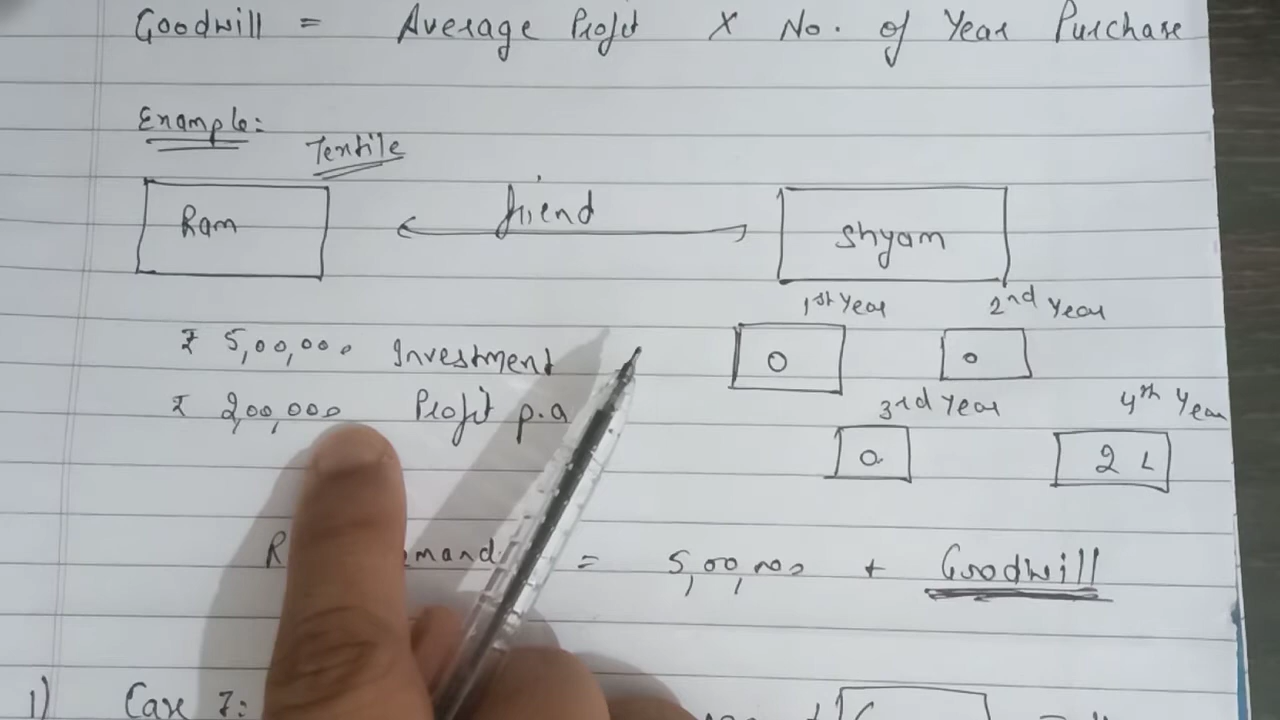 Goodwill = Average Profit X No. of Year Purchase
Example:
Textile
Ram
friend
Shyam
1st Year
2nd Year
₹ 5,00,000 Investment
0
0
₹ 2,00,000 Profit p.a
3rd Year
4th Year
0
2 L
= 5,00,000 + Goodwill
1) Case 7: